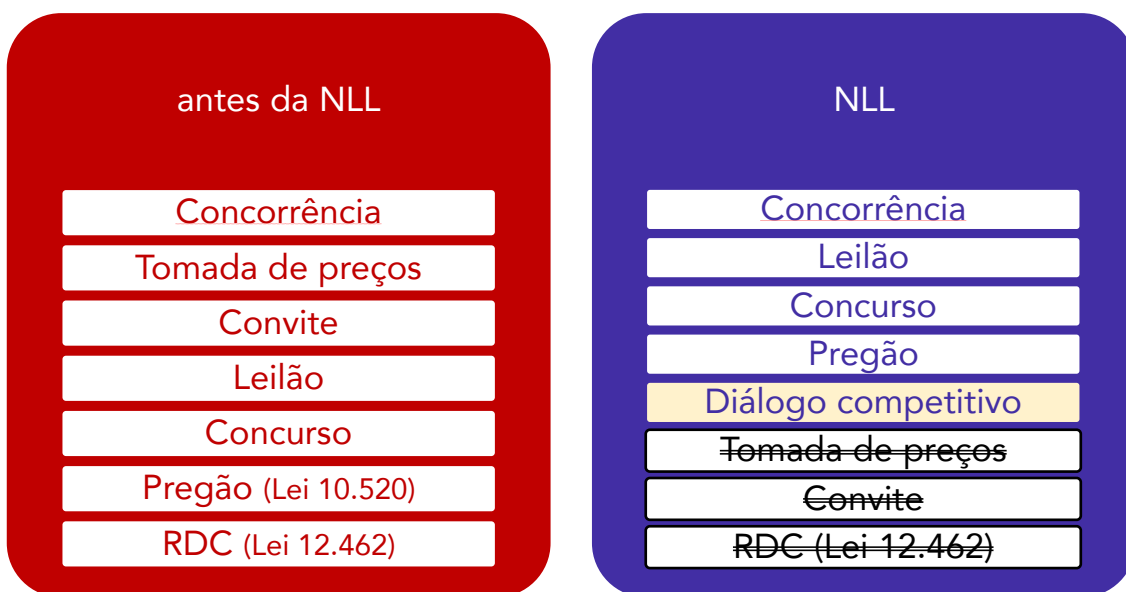 antes da NLL
Concorrência
Tomada de preços
Convite
Leilão
Concurso
Pregão (Lei 10.520)
RDC (Lei 12.462)
NLL
Concorrência
Leilão
Concurso
Pregão
Diálogo competitivo
Tomada de preços
Convite
RDC (Lei 12.462)